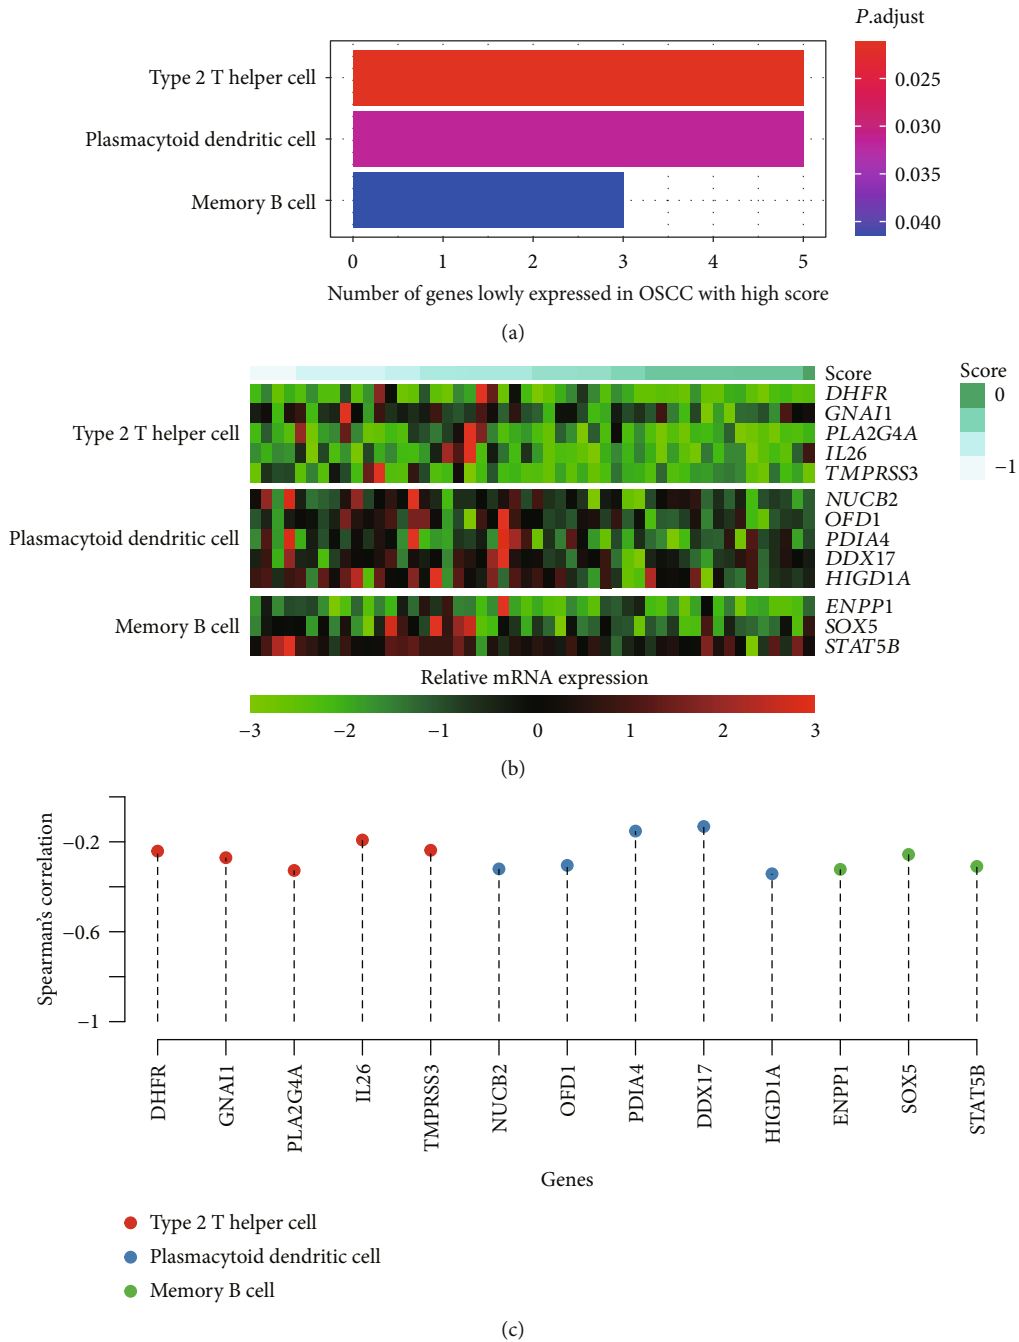 P.adjust
Type 2 T helper cell
Plasmacytoid dendritic cell
Memory B cell
0.025
0.030
0.035
0.040
0 1 2 3 4 5
Number of genes lowly expressed in OSCC with high score
(a)
Score
DHFR
GNAI1
PLA2G4A
IL26
TMPRSS3
Type 2 T helper cell
NUCB2
OFD1
PDIA4
DDX17
HIGD1A
Plasmacytoid dendritic cell
ENPP1
SOX5
STAT5B
Memory B cell
Score
0
−1
Relative mRNA expression
−3 −2 −1 0 1 2 3
(b)
Spearman's correlation
−0.2
−0.6
−1
DHFR
GNAI1
PLA2G4A
IL26
TMPRSS3
NUCB2
OFD1
PDIA4
DDX17
HIGD1A
ENPP1
SOX5
STAT5B
Genes
Type 2 T helper cell
Plasmacytoid dendritic cell
Memory B cell
(c)